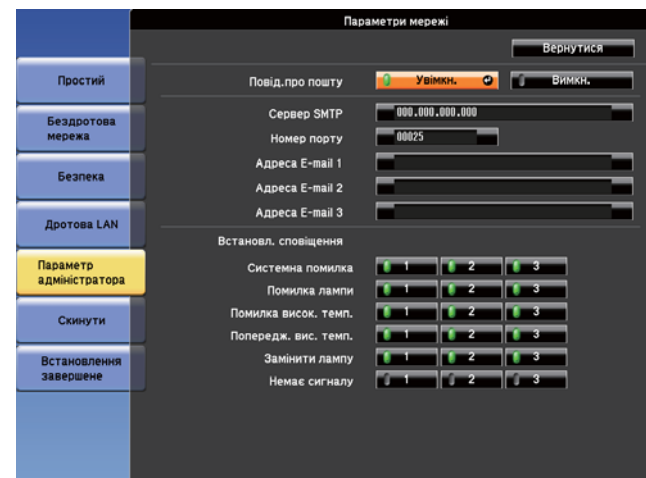 Параметри мережі
Вернутися
Простий
Бездротова
мережа
Безпека
Дротова LAN
Параметр
адміністратора
Скинути
Встановлення
завершене
Повід.про пошту Увімкн. Вимкн.
Сервер SMTP 000.000.000.000
Номер порту 00025
Адреса E-mail 1
Адреса E-mail 2
Адреса E-mail 3
Встановл. сповіщення
Системна помилка 1 2 3
Помилка лампи 1 2 3
Помилка висок. темп. 1 2 3
Попередж. вис. темп. 1 2 3
Замінити лампу 1 2 3
Немає сигналу 1 2 3